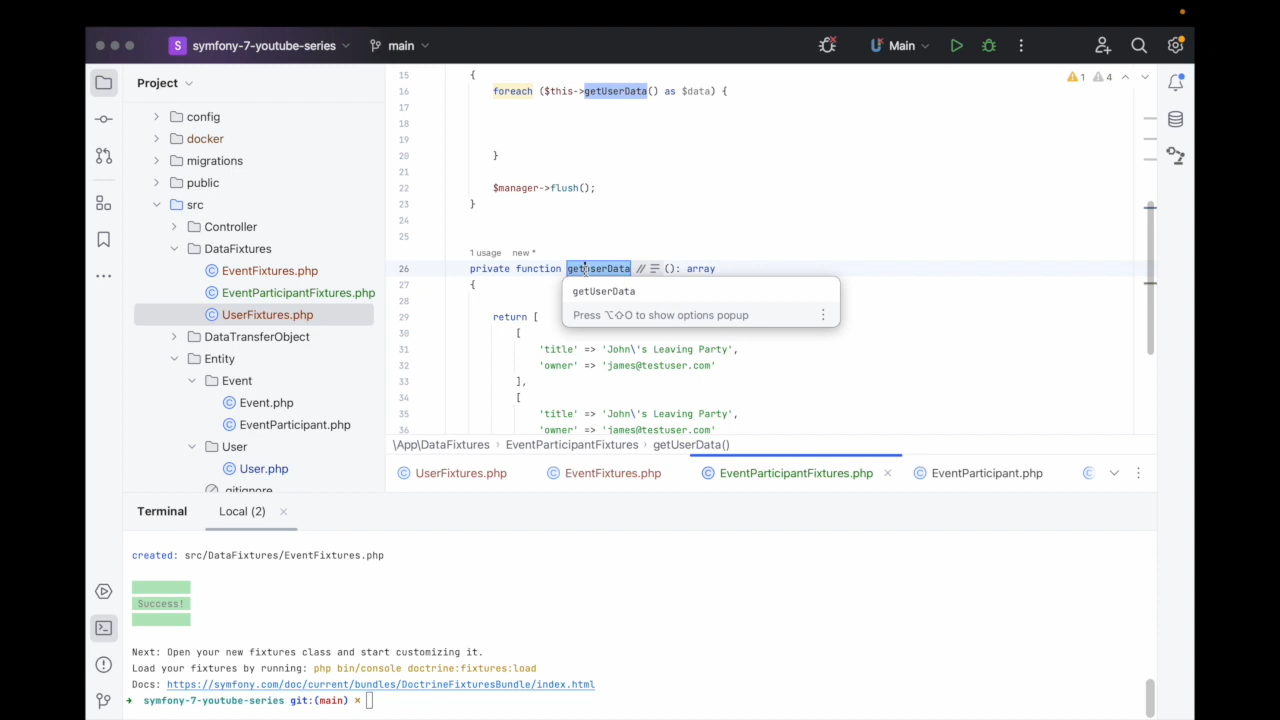 S symfony-7-youtube-series main Main
Project
config
docker
migrations
public
src
Controller
DataFixtures
EventFixtures.php
EventParticipantFixtures.php
UserFixtures.php
DataTransferObject
Entity
Event
Event.php
EventParticipant.php
User
User.php
.gitignore
15 {
16 foreach ($this->getUserData() as $data) {
17
18
19
20 }
21
22 $manager->flush();
23 }
24
25
1 usage new *
26 private function getUserData (): array
27 {
getUserData
Press ⌥⇧O to show options popup
28
29 return [
30 [
31 'title' => 'John\'s Leaving Party',
32 'owner' => 'james@testuser.com'
33 ],
34 [
35 'title' => 'John\'s Leaving Party',
36 'owner' => 'james@testuser.com'
1 4
\App\DataFixtures › EventParticipantFixtures › getUserData()
UserFixtures.php EventFixtures.php EventParticipantFixtures.php × EventParticipant.php
Terminal Local (2) ×
created: src/DataFixtures/EventFixtures.php
Success!
Next: Open your new fixtures class and start customizing it.
Load your fixtures by running: php bin/console doctrine:fixtures:load
Docs: https://symfony.com/doc/current/bundles/DoctrineFixturesBundle/index.html
➜ symfony-7-youtube-series git:(main) ×